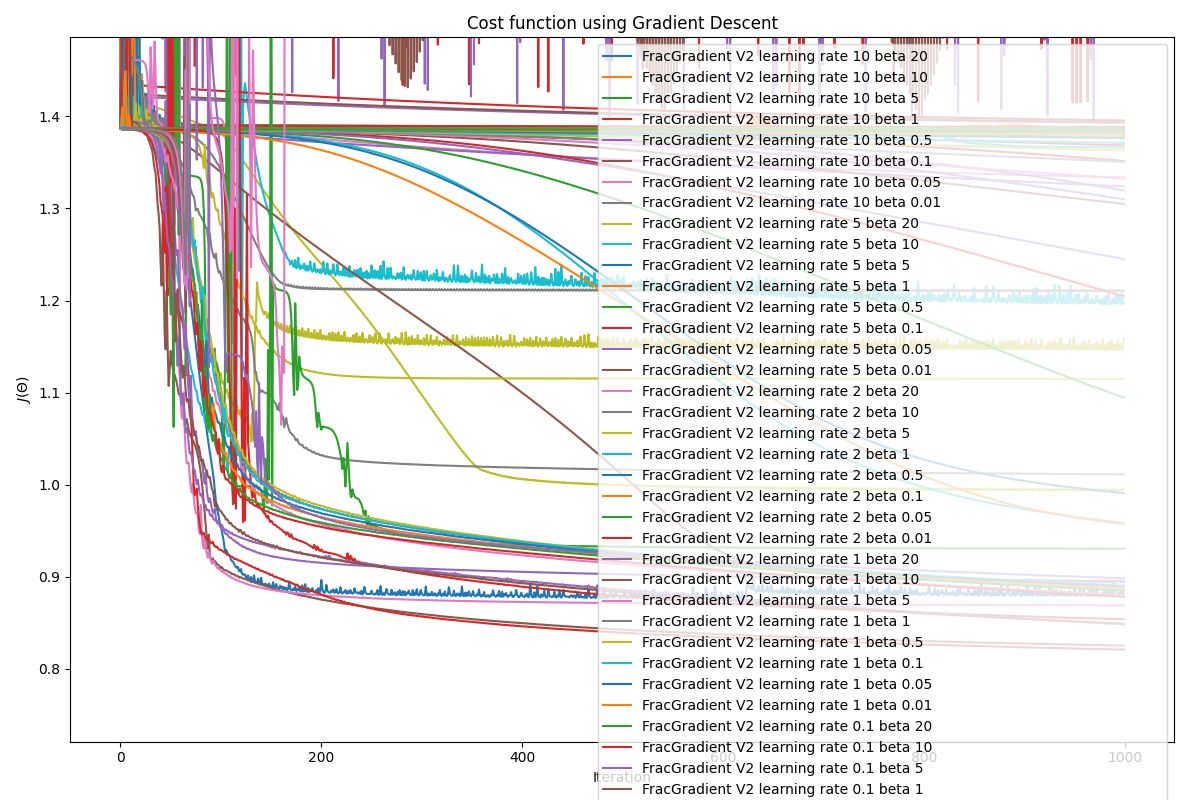 Cost function using Gradient Descent
J(Θ)
1.4
1.3
1.2
1.1
1.0
0.9
0.8
0
200
400
600
800
1000
Iteration
FracGradient V2 learning rate 10 beta 20
FracGradient V2 learning rate 10 beta 10
FracGradient V2 learning rate 10 beta 5
FracGradient V2 learning rate 10 beta 1
FracGradient V2 learning rate 10 beta 0.5
FracGradient V2 learning rate 10 beta 0.1
FracGradient V2 learning rate 10 beta 0.05
FracGradient V2 learning rate 10 beta 0.01
FracGradient V2 learning rate 5 beta 20
FracGradient V2 learning rate 5 beta 10
FracGradient V2 learning rate 5 beta 5
FracGradient V2 learning rate 5 beta 1
FracGradient V2 learning rate 5 beta 0.5
FracGradient V2 learning rate 5 beta 0.1
FracGradient V2 learning rate 5 beta 0.05
FracGradient V2 learning rate 5 beta 0.01
FracGradient V2 learning rate 2 beta 20
FracGradient V2 learning rate 2 beta 10
FracGradient V2 learning rate 2 beta 5
FracGradient V2 learning rate 2 beta 1
FracGradient V2 learning rate 2 beta 0.5
FracGradient V2 learning rate 2 beta 0.1
FracGradient V2 learning rate 2 beta 0.05
FracGradient V2 learning rate 2 beta 0.01
FracGradient V2 learning rate 1 beta 20
FracGradient V2 learning rate 1 beta 10
FracGradient V2 learning rate 1 beta 5
FracGradient V2 learning rate 1 beta 1
FracGradient V2 learning rate 1 beta 0.5
FracGradient V2 learning rate 1 beta 0.1
FracGradient V2 learning rate 1 beta 0.05
FracGradient V2 learning rate 1 beta 0.01
FracGradient V2 learning rate 0.1 beta 20
FracGradient V2 learning rate 0.1 beta 10
FracGradient V2 learning rate 0.1 beta 5
FracGradient V2 learning rate 0.1 beta 1